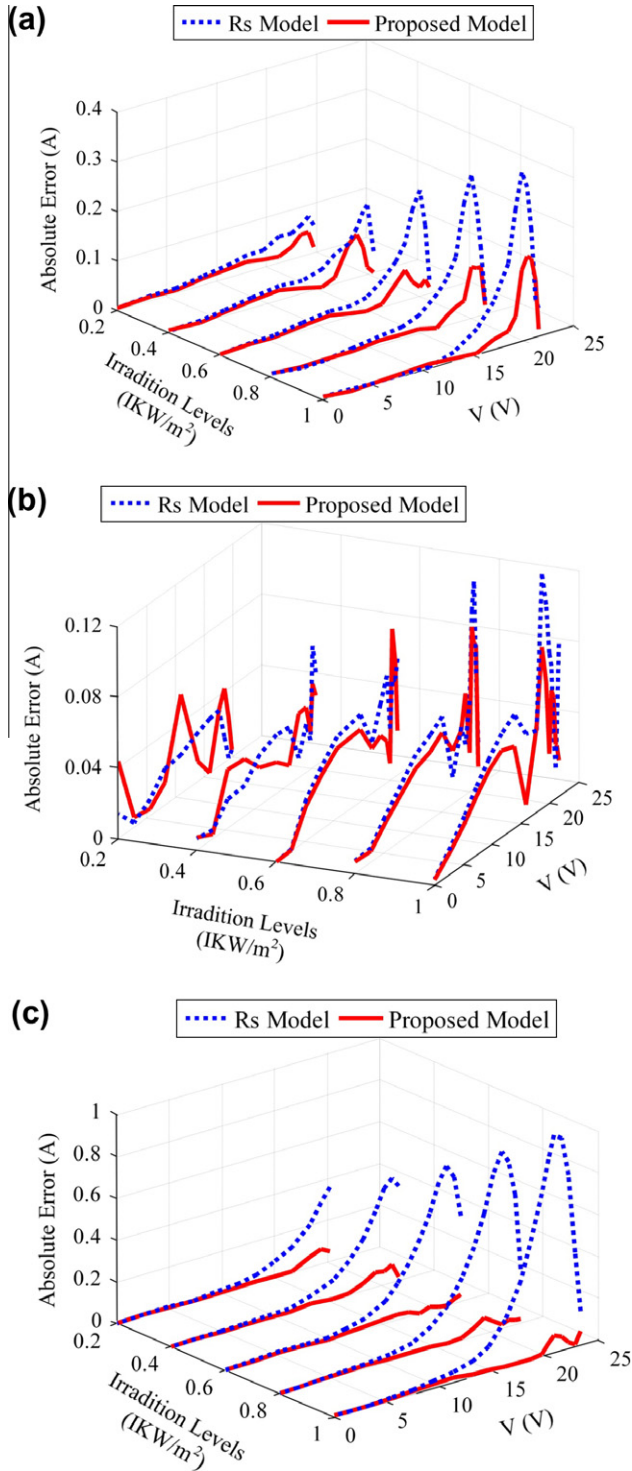 (a)
Rs Model Proposed Model
0.4
0.3
0.2
0.1
0
Absolute Error (A)
0.2
0.4
0.6
0.8
1
Irradition Levels
(IKW/m²)
0
5
10
15
20
25
V (V)
(b)
Rs Model Proposed Model
0.12
0.08
0.04
0
Absolute Error (A)
0.2
0.4
0.6
0.8
1
Irradition Levels
(IKW/m²)
0
5
10
15
20
25
V (V)
(c)
Rs Model Proposed Model
1
0.8
0.6
0.4
0.2
0
Absolute Error (A)
0.2
0.4
0.6
0.8
1
Irradition Levels
(IKW/m²)
0
5
10
15
20
25
V (V)